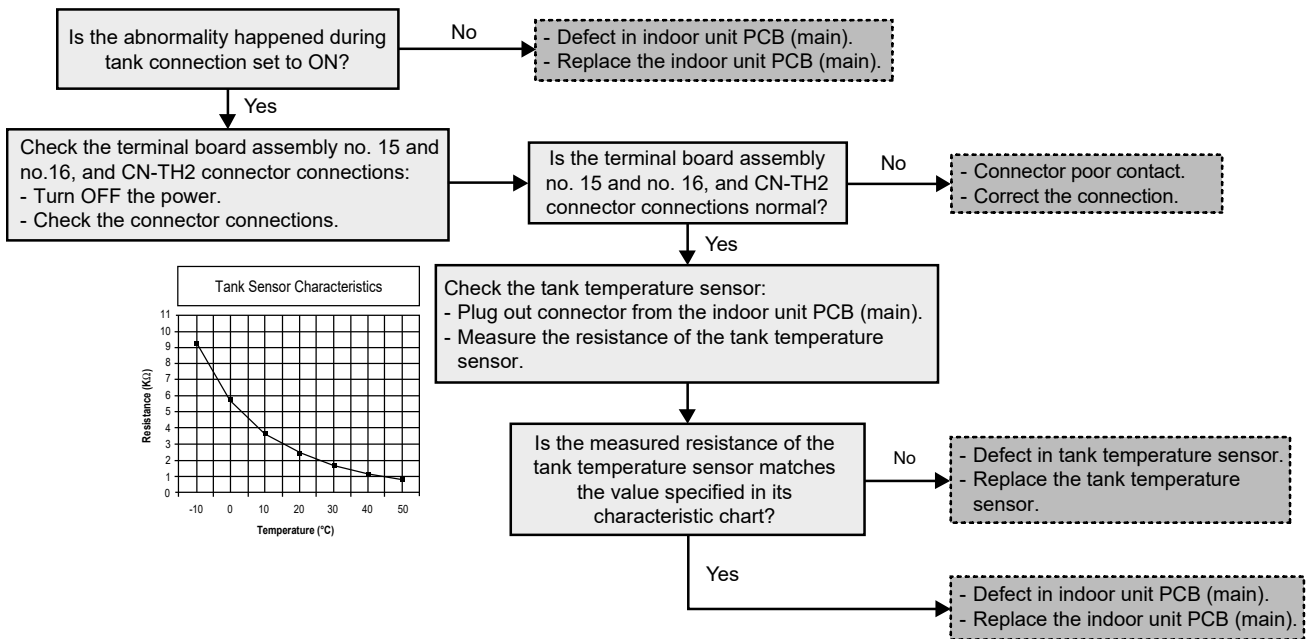 Is the abnormality happened during
tank connection set to ON?
No
- Defect in indoor unit PCB (main).
- Replace the indoor unit PCB (main).
Yes
Check the terminal board assembly no. 15 and
no.16, and CN-TH2 connector connections:
- Turn OFF the power.
- Check the connector connections.
Is the terminal board assembly
no. 15 and no. 16, and CN-TH2
connector connections normal?
No
- Connector poor contact.
- Correct the connection.
Yes
Check the tank temperature sensor:
- Plug out connector from the indoor unit PCB (main).
- Measure the resistance of the tank temperature
sensor.
Tank Sensor Characteristics
Resistance (KΩ)
11
10
9
8
7
6
5
4
3
2
1
0
-10 0 10 20 30 40 50
Temperature (°C)
Is the measured resistance of the
tank temperature sensor matches
the value specified in its
characteristic chart?
No
- Defect in tank temperature sensor.
- Replace the tank temperature
sensor.
Yes
- Defect in indoor unit PCB (main).
- Replace the indoor unit PCB (main).